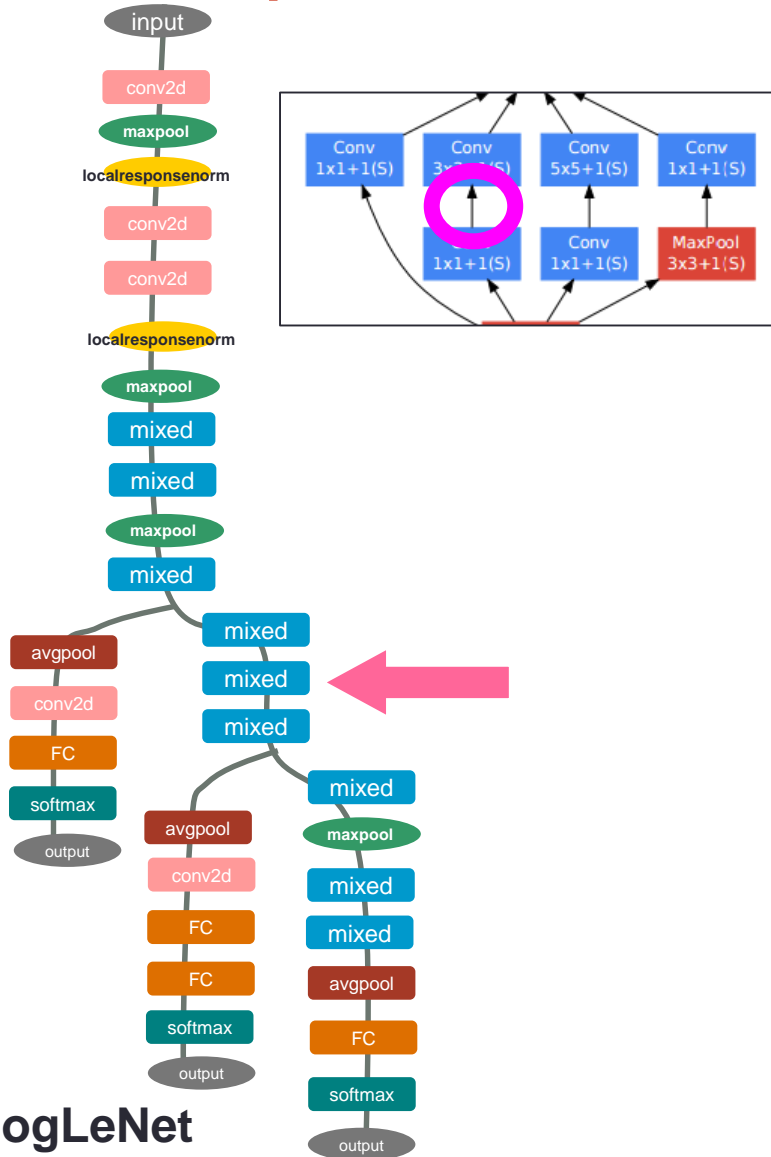 input
conv2d
maxpool
localresponsenorm
conv2d
conv2d
localresponsenorm
maxpool
mixed
mixed
maxpool
mixed
Conv
1x1+1(S)
Conv
Conv
5x5+1(S)
Conv
1x1+1(S)
1x1+1(S)
Conv
1x1+1(S)
MaxPool
3x3+1(S)
mixed
mixed
mixed
avgpool
conv2d
FC
softmax
output
avgpool
conv2d
FC
FC
softmax
output
mixed
maxpool
mixed
mixed
avgpool
FC
softmax
output
ogLeNet